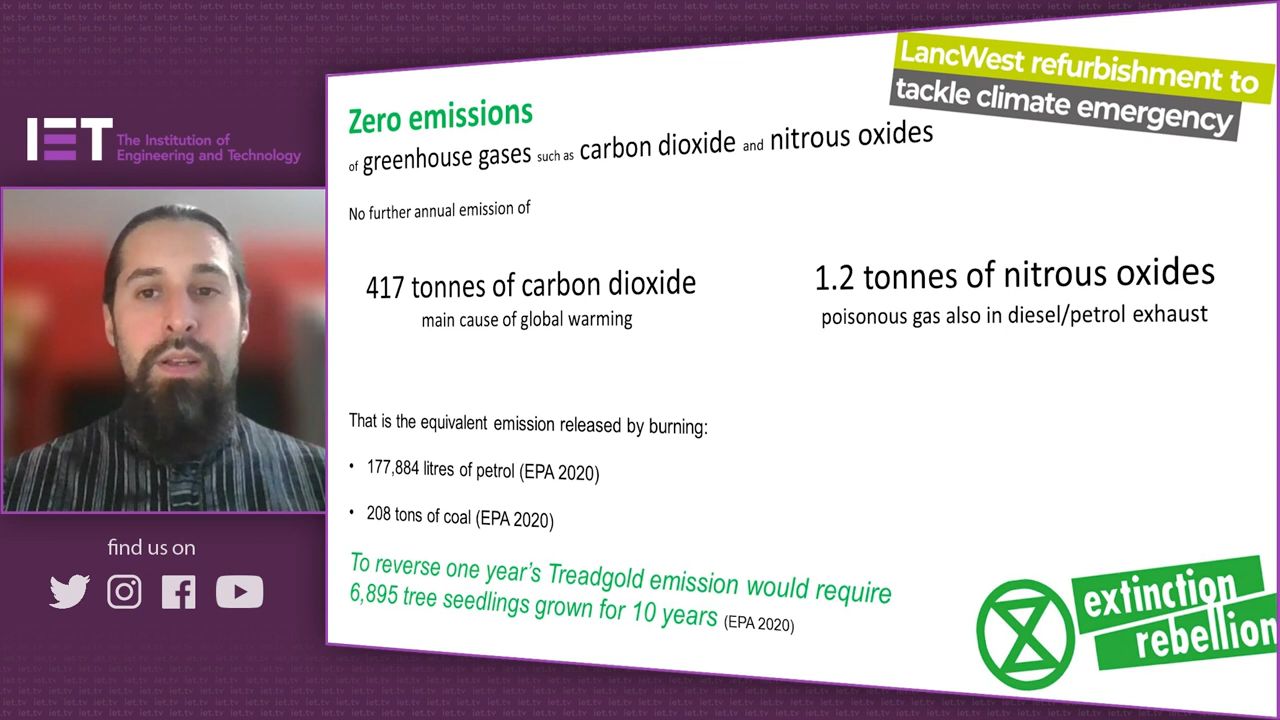 IET The Institution of
Engineering and Technology
find us on
LancWest refurbishment to
tackle climate emergency
Zero emissions
of greenhouse gases such as carbon dioxide and nitrous oxides
No further annual emission of
417 tonnes of carbon dioxide
main cause of global warming
1.2 tonnes of nitrous oxides
poisonous gas also in diesel/petrol exhaust
That is the equivalent emission released by burning:
• 177,884 litres of petrol (EPA 2020)
• 208 tons of coal (EPA 2020)
To reverse one year's Treadgold emission would require
6,895 tree seedlings grown for 10 years (EPA 2020)
extinction
rebellion